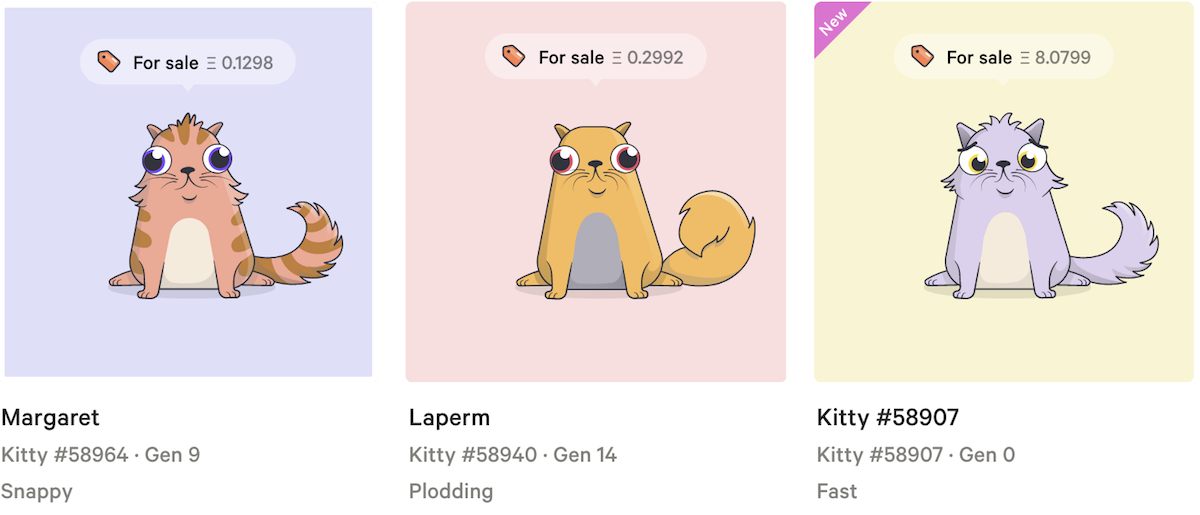 For sale Ξ 0.1298
Margaret
Kitty #58964 · Gen 9
Snappy
For sale Ξ 0.2992
Laperm
Kitty #58940 · Gen 14
Plodding
New
For sale Ξ 8.0799
Kitty #58907
Kitty #58907 · Gen 0
Fast